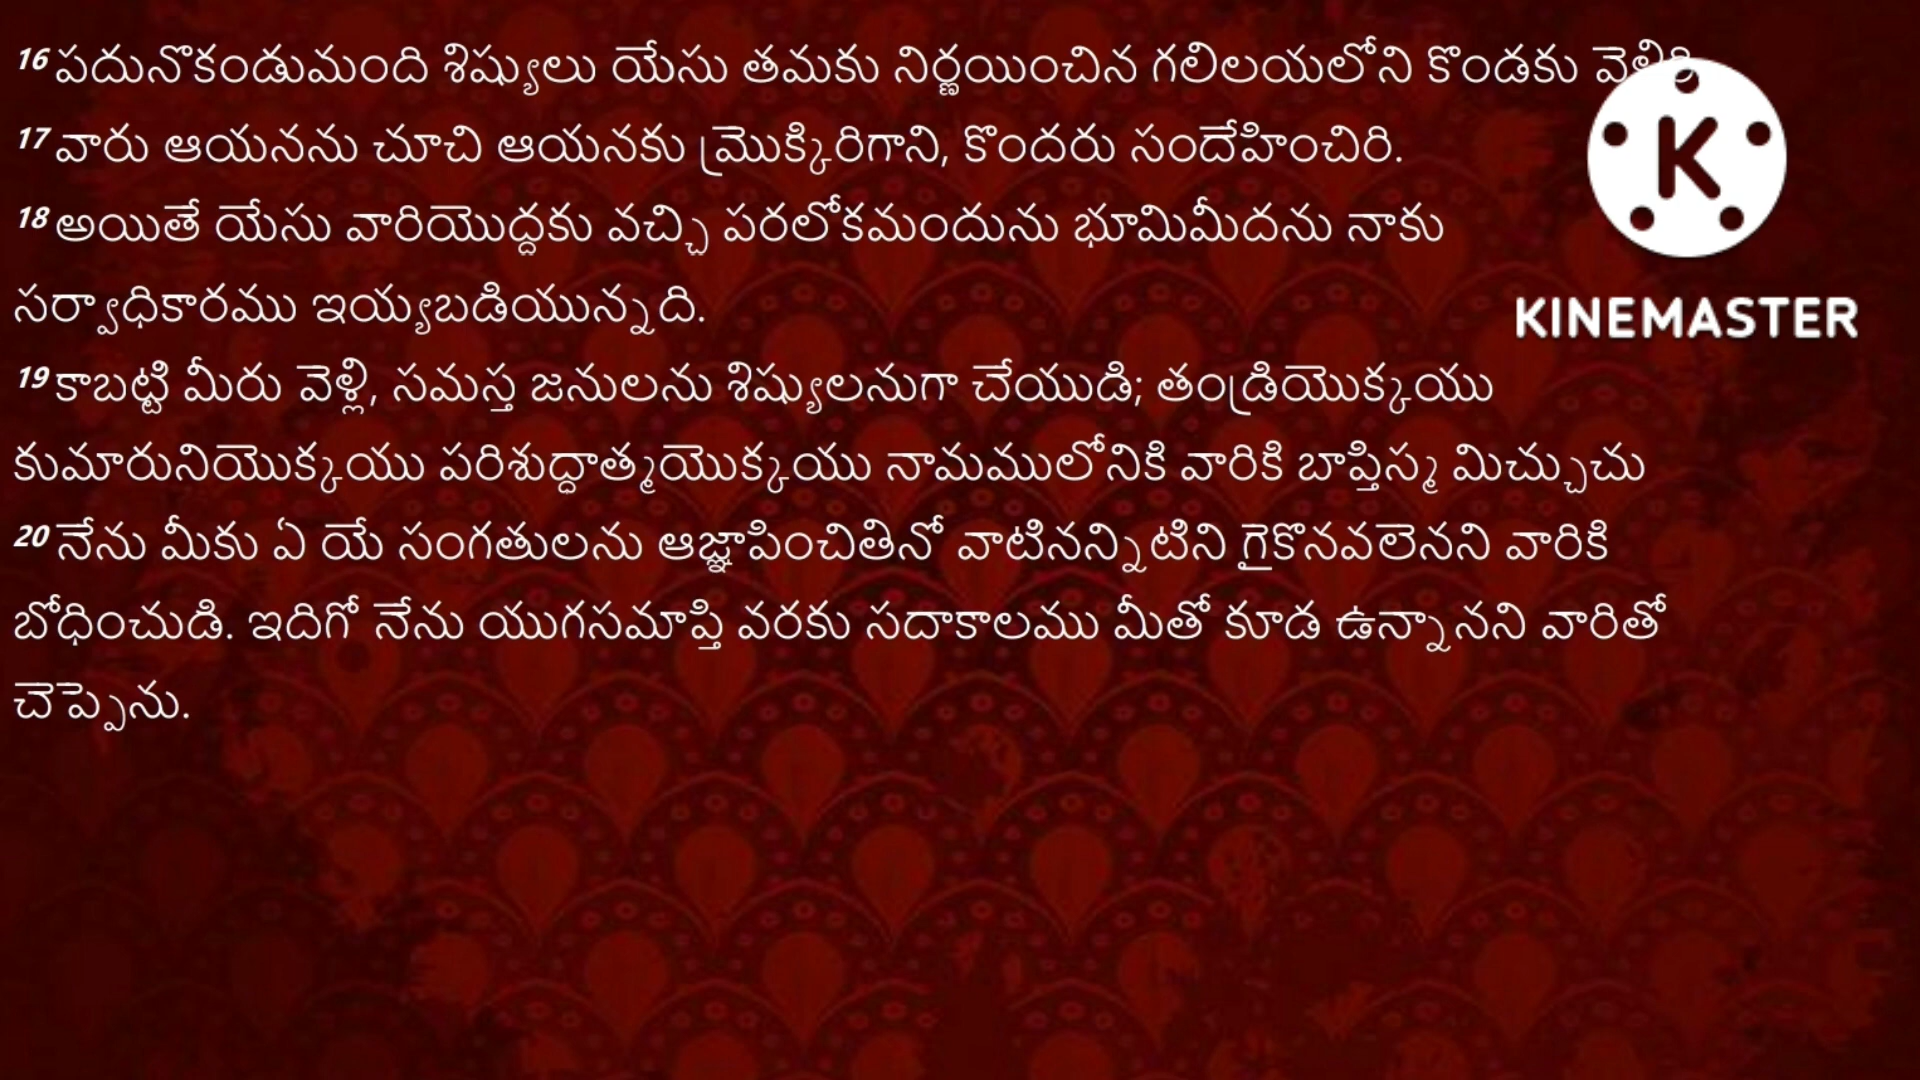 16 పదునొకండుమంది శిష్యులు యేసు తమకు నిర్ణయించిన గలిలయలోని కొండకు
17 వారు ఆయనను చూచి ఆయనకు మ్రొక్కిరిగాని, కొందరు సందేహించిరి.
18 అయితే యేసు వారియొద్దకు వచ్చి పరలోకమందును భూమిమీదను నాకు
సర్వాధికారము ఇయ్యబడియున్నది.
19 కాబట్టి మీరు వెళ్లి, సమస్త జనులను శిష్యులనుగా చేయుడి; తండ్రియొక్కయు
కుమారునియొక్కయు పరిశుద్ధాత్మయొక్కయు నామములోనికి వారికి బాప్తిస్మ మిచ్చుచు
20 నేను మీకు ఏ యే సంగతులను ఆజ్ఞాపించితినో వాటినన్నిటిని గైకొనవలెనని వారికి
బోధించుడి. ఇదిగో నేను యుగసమాప్తి వరకు సదాకాలము మీతో కూడ ఉన్నానని వారితో
చెప్పెను.
K
KINEMASTER